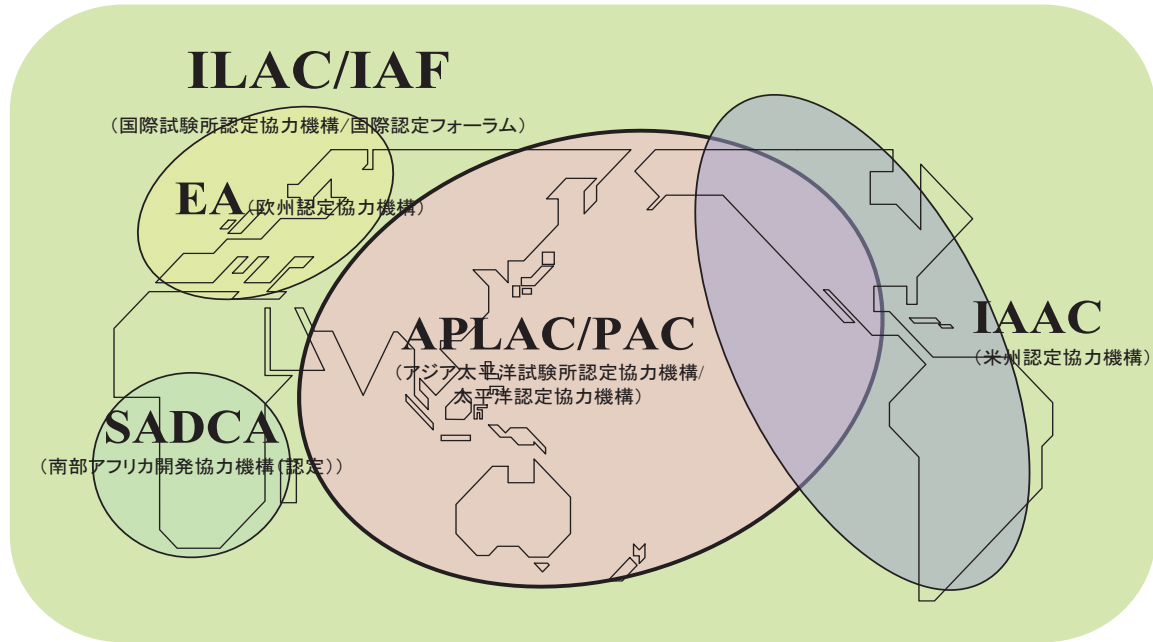 ILAC/IAF
（国際試験所認定協力機構/国際認定フォーラム）
EA（欧州認定協力機構）
APLAC/PAC
（アジア太平洋試験所認定協力機構/
太平洋認定協力機構）
IAAC
（米州認定協力機構）
SADCA
（南部アフリカ開発協力機構（認定））